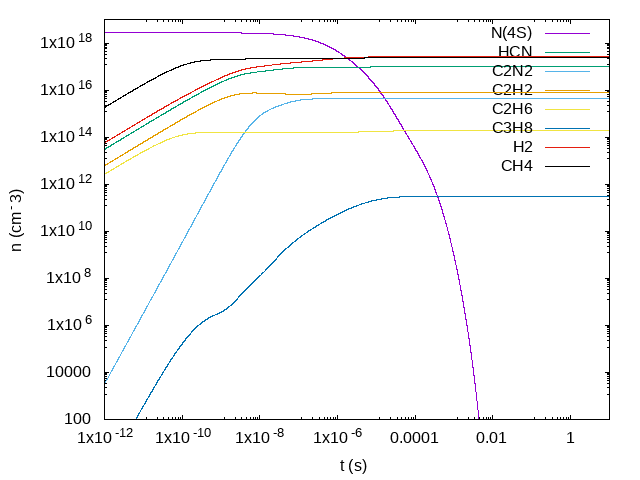 1x10 18
1x10 16
1x10 14
1x10 12
1x10 10
1x10 8
1x10 6
10000
100
n (cm-3)
N(4S)
HCN
C2N2
C2H2
C2H6
C3H8
H2
CH4
1x10 -12 1x10 -10 1x10 -8 1x10 -6 0.0001 0.01 1
t (s)